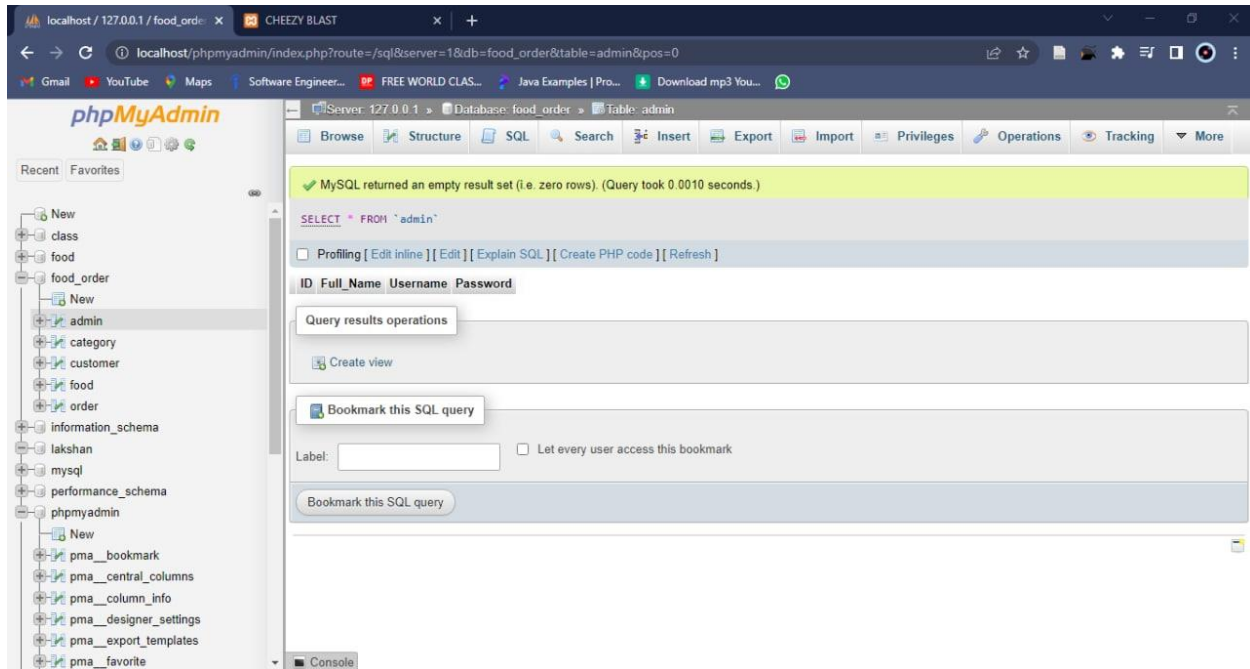 localhost / 127.0.0.1 / food_orde
CHEEZY BLAST
localhost/phpmyadmin/index.php?route=/sql&server=1&db=food_order&table=admin&pos=0
Gmail YouTube Maps Software Engineer... DP FREE WORLD CLAS... Java Examples | Pro... Download mp3 You...
phpMyAdmin
Recent Favorites
New
class
food
food_order
New
admin
category
customer
food
order
information_schema
lakshan
mysql
performance_schema
phpmyadmin
New
pma__bookmark
pma__central_columns
pma__column_info
pma__designer_settings
pma__export_templates
pma__favorite
Server: 127.0.0.1 » Database: food_order » Table: admin
Browse Structure SQL Search Insert Export Import Privileges Operations Tracking More
MySQL returned an empty result set (i.e. zero rows). (Query took 0.0010 seconds.)
SELECT * FROM `admin`
Profiling [ Edit inline ] [ Edit ] [ Explain SQL ] [ Create PHP code ] [ Refresh ]
ID Full_Name Username Password
Query results operations
Create view
Bookmark this SQL query
Label: Let every user access this bookmark
Bookmark this SQL query
Console